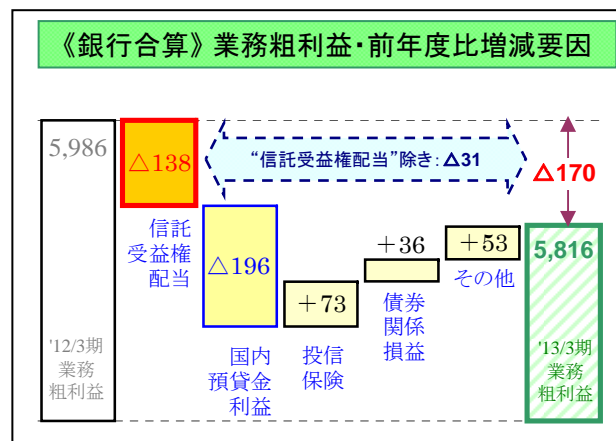 《銀行合算》 業務粗利益・前年度比増減要因
5,986
△138
“信託受益権配当”除き：△31
△170
信託
受益権
配当
△196
＋73
＋36
＋53
5,816
その他
債券
関係
損益
国内
預貸金
利益
投信
保険
'12/3期
業務
粗利益
'13/3期
業務
粗利益